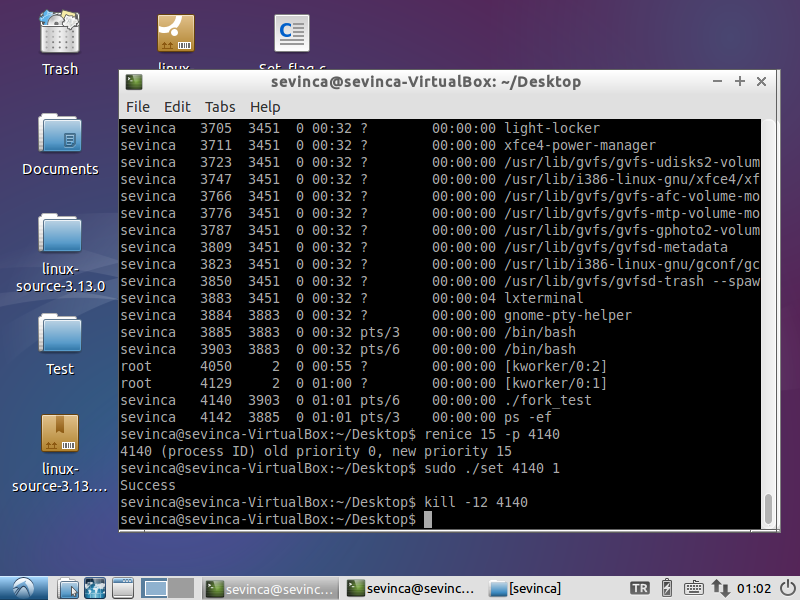 Trash
linux-
Set_flag.c
Documents
linux-
source-3.13.0
Test
linux-
source-3.13....
sevinca@sevinca-VirtualBox: ~/Desktop
File Edit Tabs Help
sevinca 3705 3451 0 00:32 ? 00:00:00 light-locker
sevinca 3711 3451 0 00:32 ? 00:00:00 xfce4-power-manager
sevinca 3723 3451 0 00:32 ? 00:00:00 /usr/lib/gvfs/gvfs-udisks2-volum
sevinca 3747 3451 0 00:32 ? 00:00:00 /usr/lib/i386-linux-gnu/xfce4/xf
sevinca 3766 3451 0 00:32 ? 00:00:00 /usr/lib/gvfs/gvfs-afc-volume-mo
sevinca 3776 3451 0 00:32 ? 00:00:00 /usr/lib/gvfs/gvfs-mtp-volume-mo
sevinca 3787 3451 0 00:32 ? 00:00:00 /usr/lib/gvfs/gvfs-gphoto2-volum
sevinca 3809 3451 0 00:32 ? 00:00:00 /usr/lib/gvfs/gvfsd-metadata
sevinca 3823 3451 0 00:32 ? 00:00:00 /usr/lib/i386-linux-gnu/gconf/gc
sevinca 3850 3451 0 00:32 ? 00:00:00 /usr/lib/gvfs/gvfsd-trash --spaw
sevinca 3883 3451 0 00:32 ? 00:00:04 lxterminal
sevinca 3884 3883 0 00:32 ? 00:00:00 gnome-pty-helper
sevinca 3885 3883 0 00:32 pts/3 00:00:00 /bin/bash
sevinca 3903 3883 0 00:32 pts/6 00:00:00 /bin/bash
root 4050 2 0 00:55 ? 00:00:00 [kworker/0:2]
root 4129 2 0 01:00 ? 00:00:00 [kworker/0:1]
sevinca 4140 3903 0 01:01 pts/6 00:00:00 ./fork_test
sevinca 4142 3885 0 01:01 pts/3 00:00:00 ps -ef
sevinca@sevinca-VirtualBox:~/Desktop$ renice 15 -p 4140
4140 (process ID) old priority 0, new priority 15
sevinca@sevinca-VirtualBox:~/Desktop$ sudo ./set 4140 1
Success
sevinca@sevinca-VirtualBox:~/Desktop$ kill -12 4140
sevinca@sevinca-VirtualBox:~/Desktop$
sevinca@sevinc...
sevinca@sevinc...
[sevinca]
TR
01:02